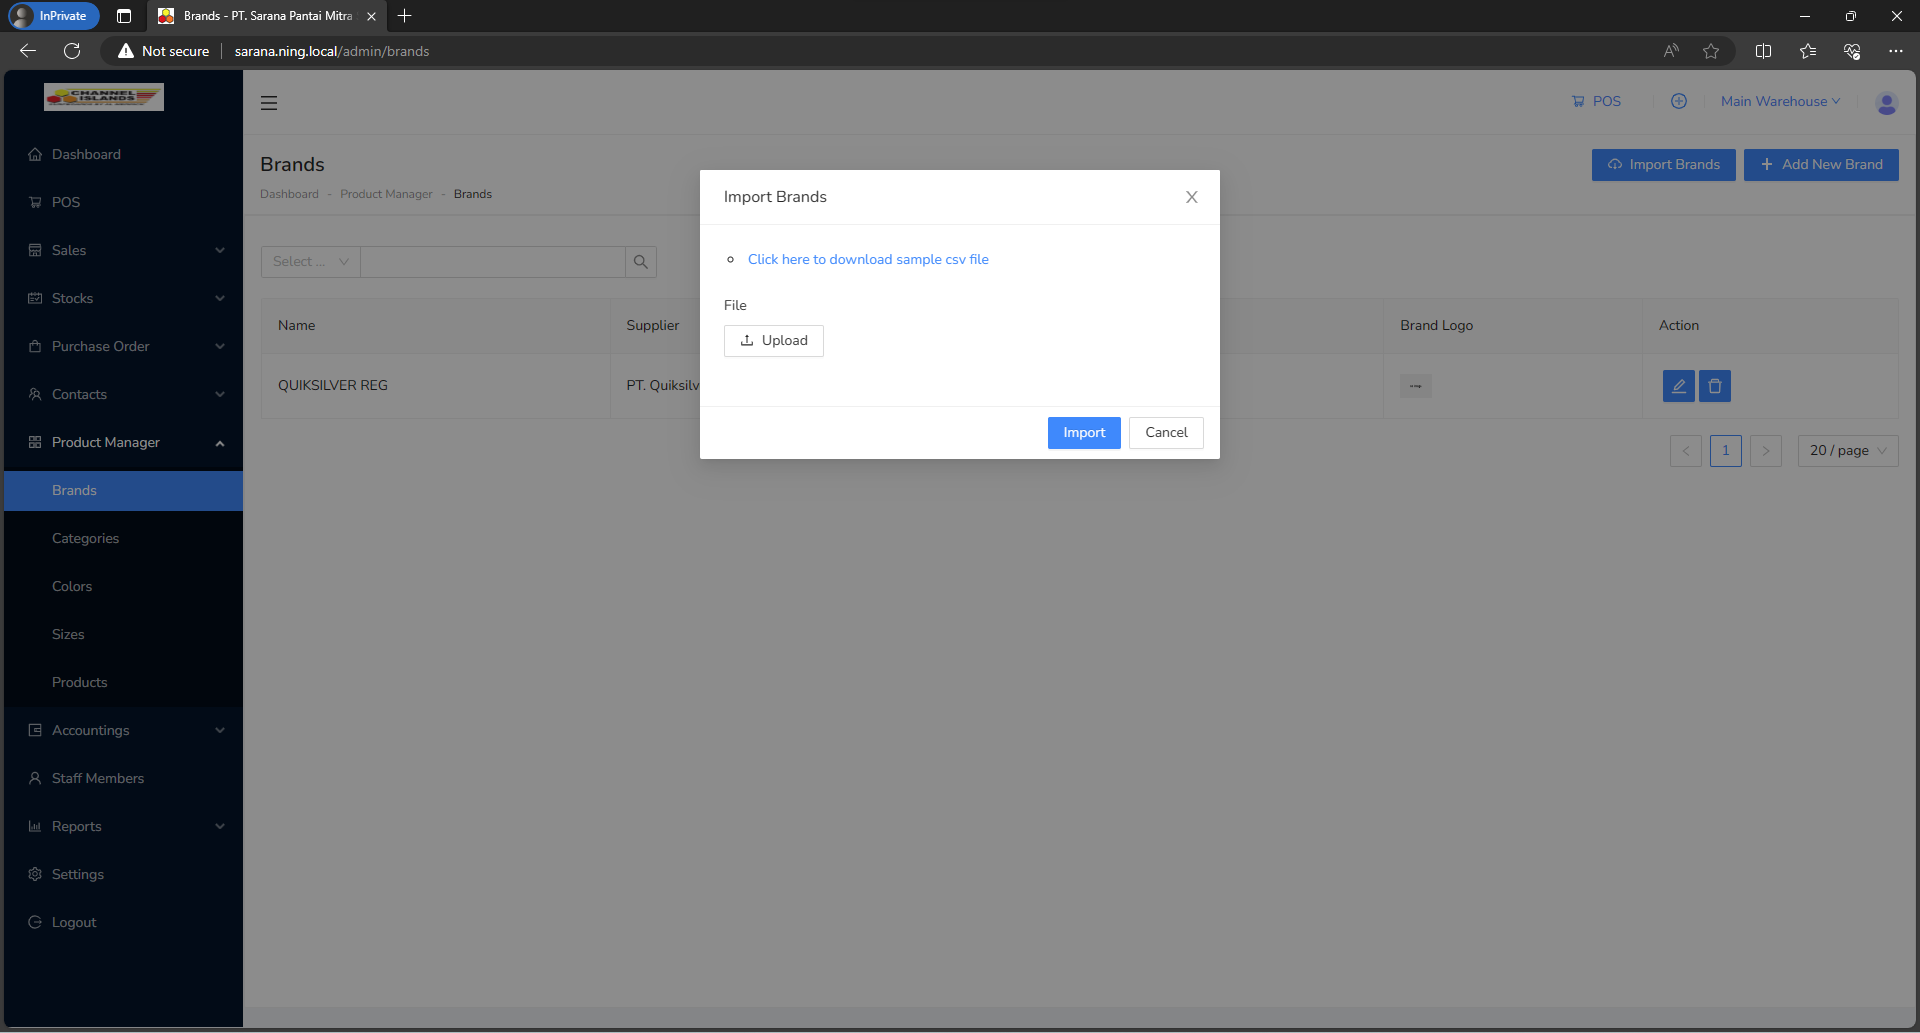 InPrivate
Brands - PT. Sarana Pantai Mitra
Not secure
sarana.ning.local/admin/brands
CHANNEL
ISLANDS
POS
Main Warehouse
Dashboard
POS
Sales
Stocks
Purchase Order
Contacts
Product Manager
Brands
Categories
Colors
Sizes
Products
Accountings
Staff Members
Reports
Settings
Logout
Brands
Dashboard - Product Manager - Brands
Import Brands
Add New Brand
Select ...
Name
Supplier
Brand Logo
Action
QUIKSILVER REG
PT. Quiksilv
1
20 / page
Import Brands
Click here to download sample csv file
File
Upload
Import
Cancel